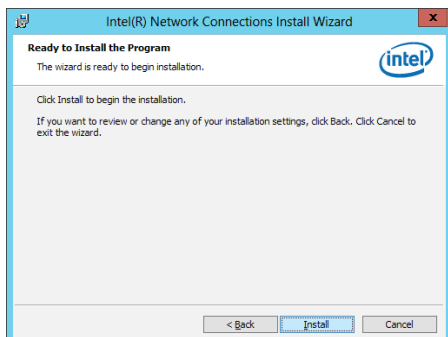 Intel(R) Network Connections Install Wizard
x
Ready to Install the Program
The wizard is ready to begin installation.
intel
Click Install to begin the installation.
If you want to review or change any of your installation settings, click Back. Click Cancel to
exit the wizard.
< Back
Install
Cancel